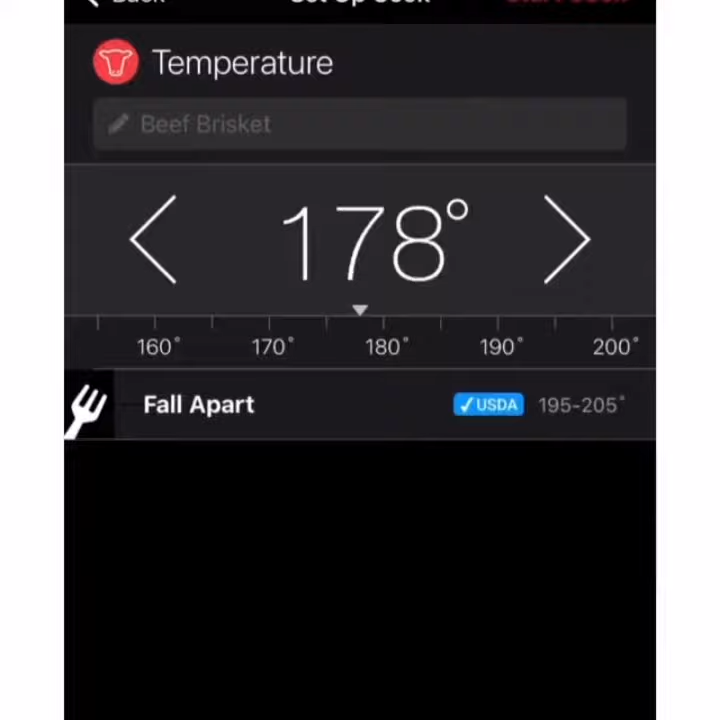 Temperature
Beef Brisket
178°
160° 170° 180° 190° 200°
Fall Apart ✓USDA 195-205°